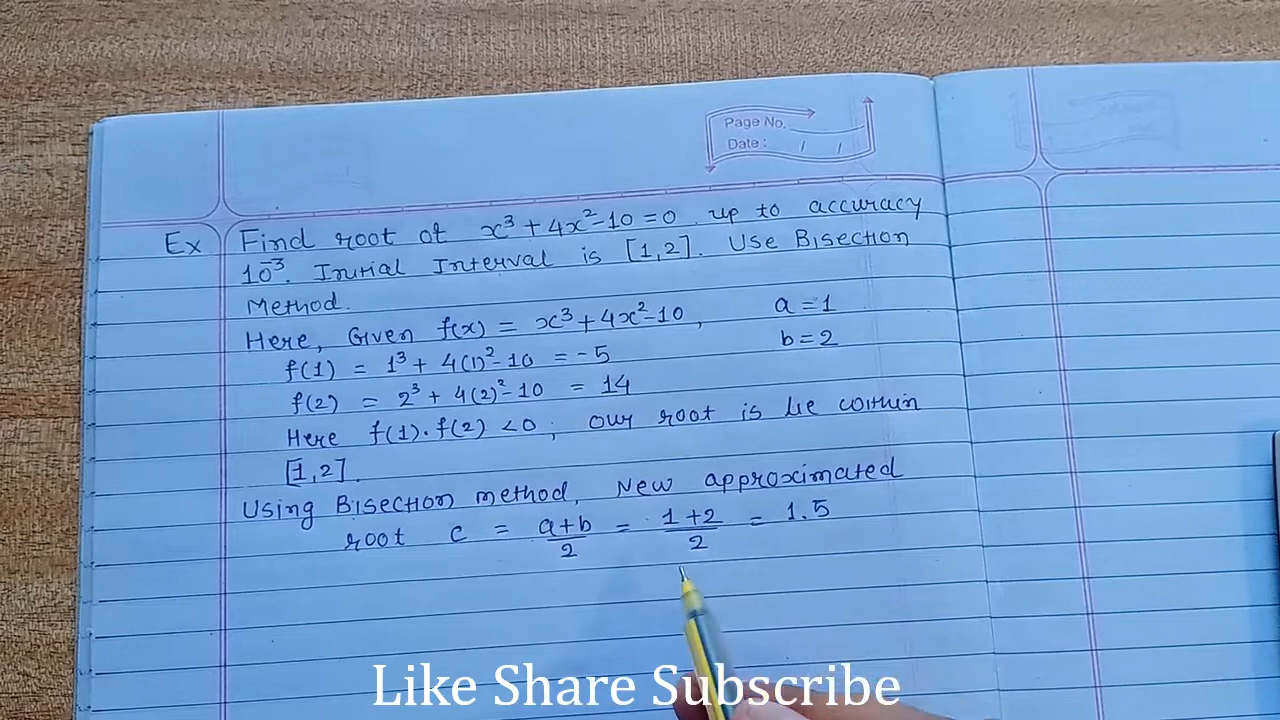 Page No.
Date : / /
Ex Find root of x³ + 4x² - 10 = 0 up to accuracy
10⁻³. Initial Interval is [1,2]. Use Bisection
Method.
Here, Given f(x) = x³ + 4x² - 10, a = 1
f(1) = 1³ + 4(1)² - 10 = -5 b = 2
f(2) = 2³ + 4(2)² - 10 = 14
Here f(1).f(2) < 0; our root is lie within
[1,2].
Using Bisection method, New approximated
root c = a+b/2 = 1+2/2 = 1.5
Like Share Subscribe